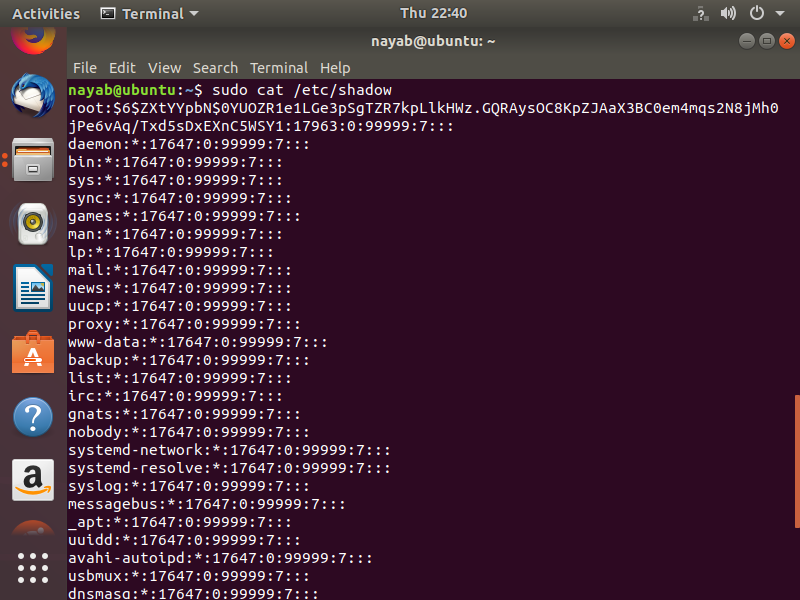 Activities Terminal Thu 22:40
nayab@ubuntu: ~
File Edit View Search Terminal Help
nayab@ubuntu:~$ sudo cat /etc/shadow
root:$6$ZXtYYpbN$0YUOZR1e1LGe3pSgTZR7kpLlkHWz.GQRAysOC8KpZJAaX3BC0em4mqs2N8jMh0
jPe6vAq/Txd5sDxEXnC5WSY1:17963:0:99999:7:::
daemon:*:17647:0:99999:7:::
bin:*:17647:0:99999:7:::
sys:*:17647:0:99999:7:::
sync:*:17647:0:99999:7:::
games:*:17647:0:99999:7:::
man:*:17647:0:99999:7:::
lp:*:17647:0:99999:7:::
mail:*:17647:0:99999:7:::
news:*:17647:0:99999:7:::
uucp:*:17647:0:99999:7:::
proxy:*:17647:0:99999:7:::
www-data:*:17647:0:99999:7:::
backup:*:17647:0:99999:7:::
list:*:17647:0:99999:7:::
irc:*:17647:0:99999:7:::
gnats:*:17647:0:99999:7:::
nobody:*:17647:0:99999:7:::
systemd-network:*:17647:0:99999:7:::
systemd-resolve:*:17647:0:99999:7:::
syslog:*:17647:0:99999:7:::
messagebus:*:17647:0:99999:7:::
_apt:*:17647:0:99999:7:::
uuidd:*:17647:0:99999:7:::
avahi-autoipd:*:17647:0:99999:7:::
usbmux:*:17647:0:99999:7:::
dnsmasq:*:17647:0:99999:7:::